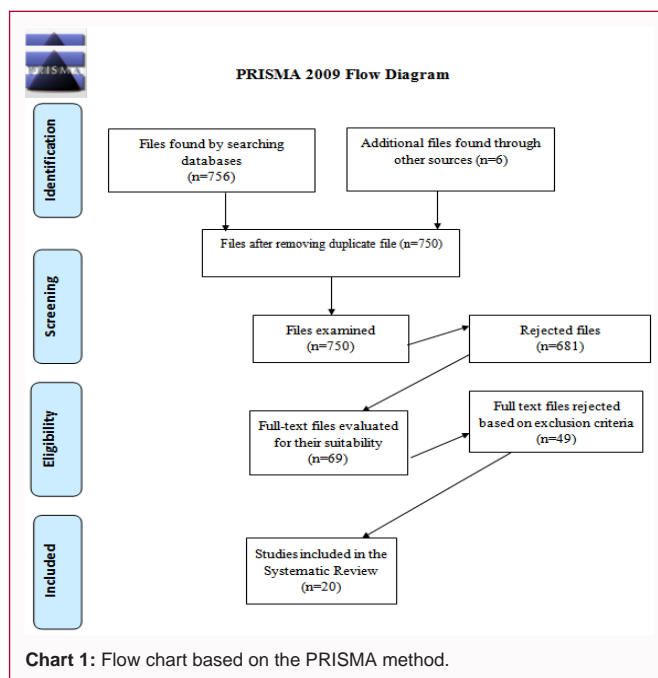 PRISMA
PRISMA 2009 Flow Diagram
Identification
Files found by searching
databases
(n=756)
Additional files found through
other sources (n=6)
Files after removing duplicate file (n=750)
Screening
Files examined
(n=750)
Rejected files
(n=681)
Eligibility
Full-text files evaluated
for their suitability
(n=69)
Full text files rejected
based on exclusion criteria
(n=49)
Included
Studies included in the
Systematic Review
(n=20)
Chart 1: Flow chart based on the PRISMA method.